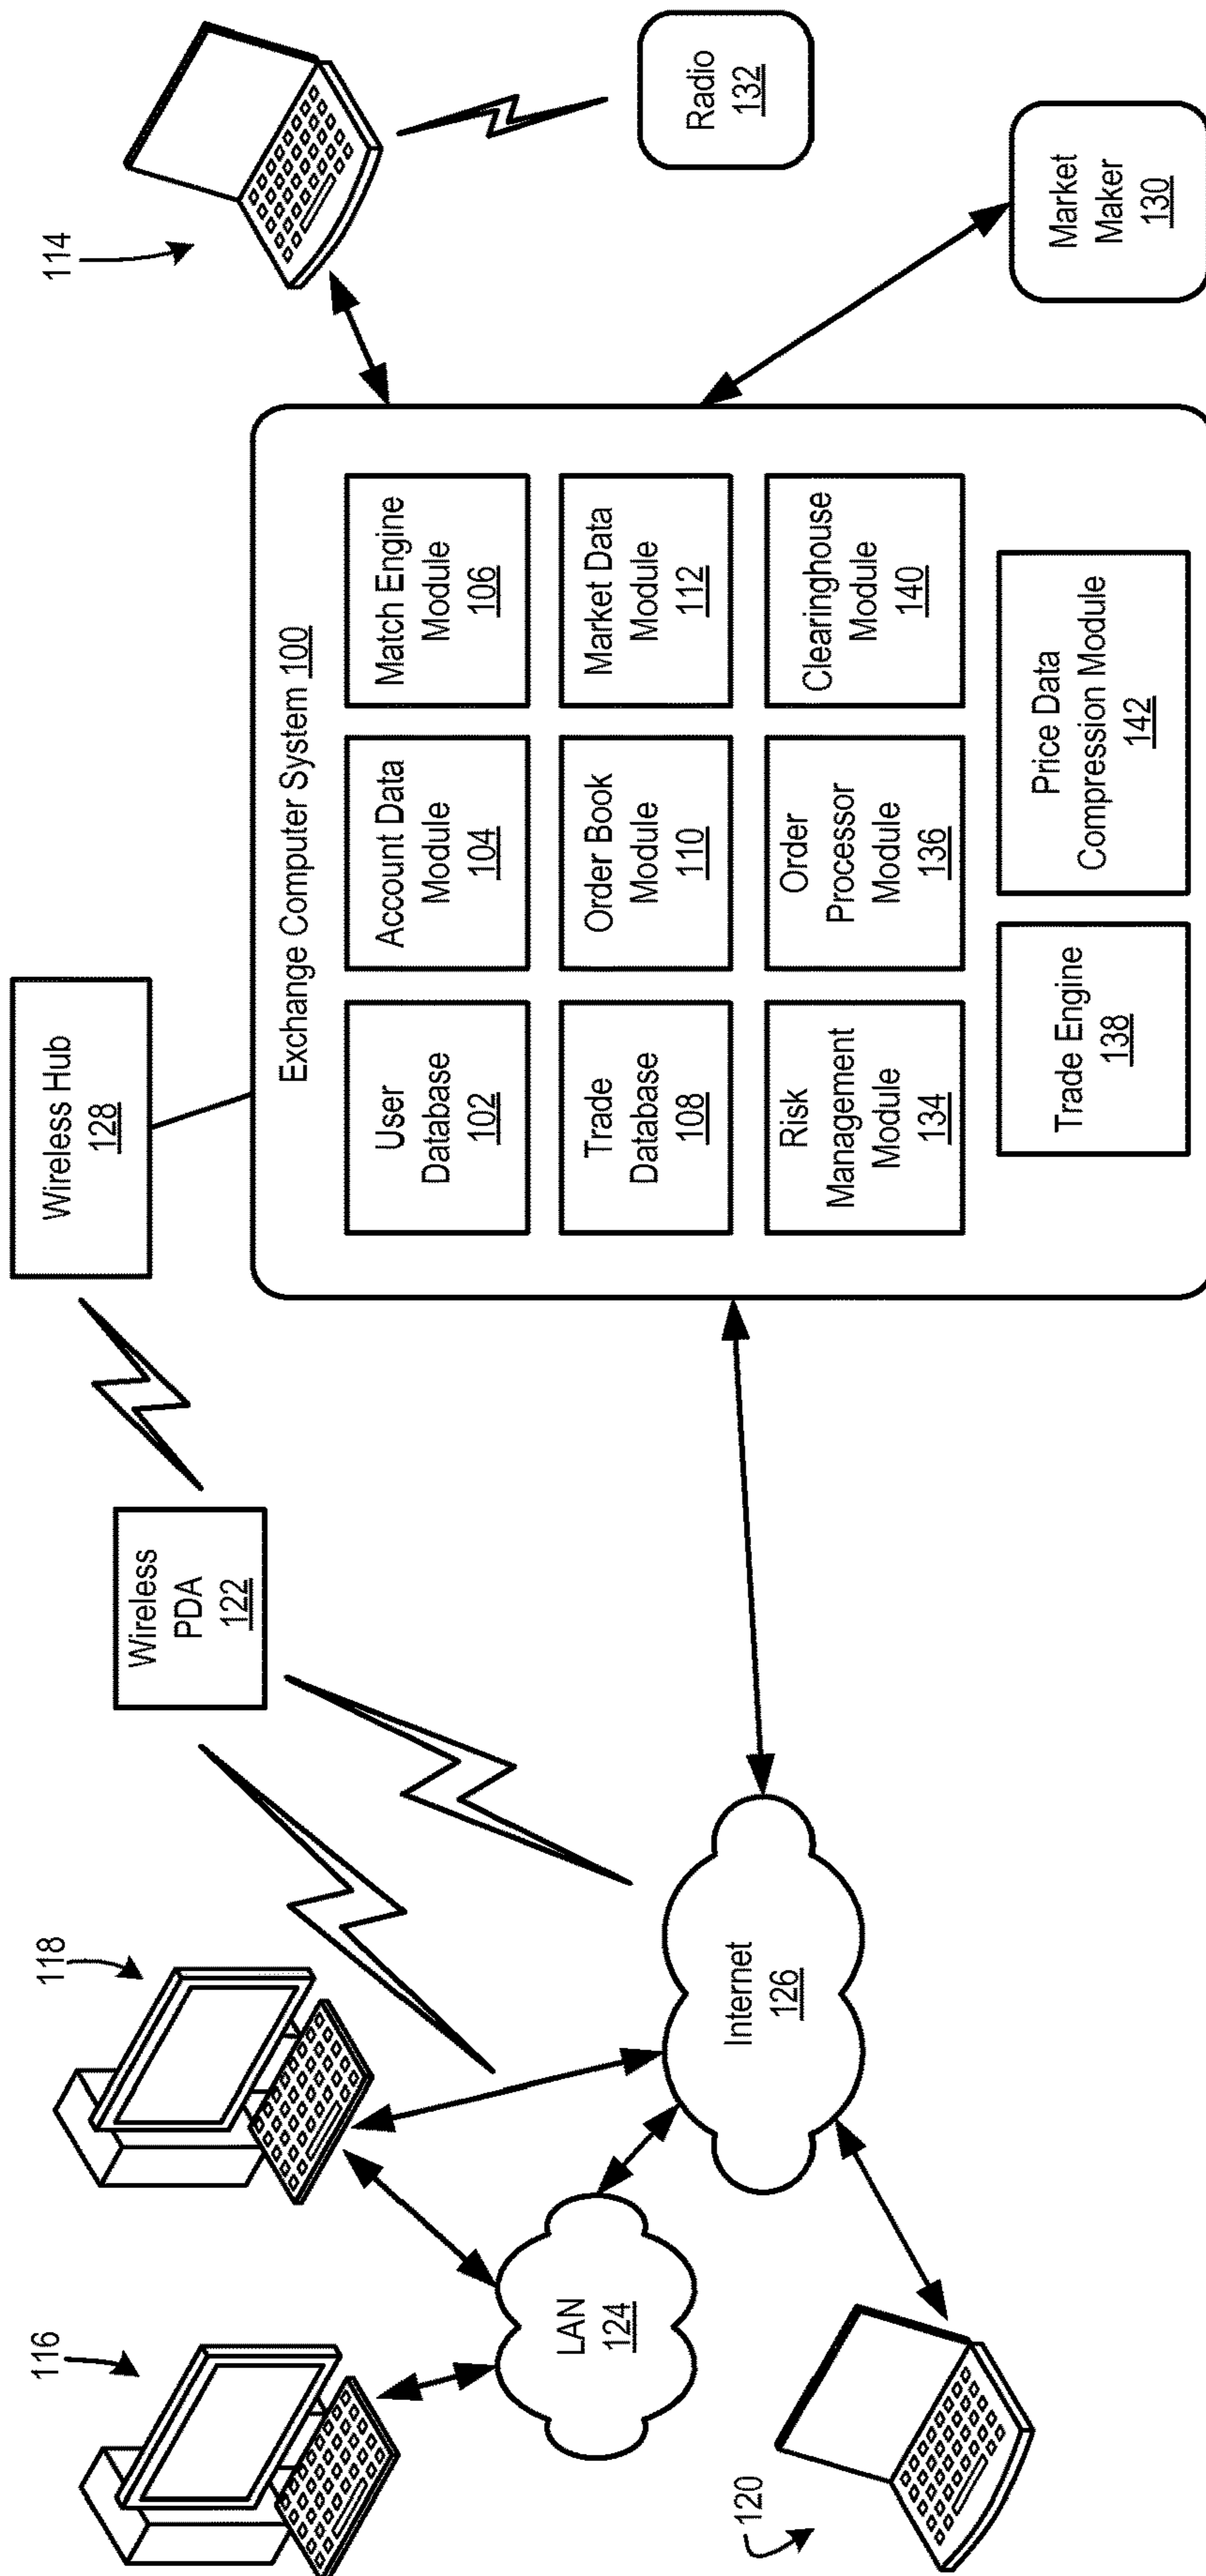 116
118
120
LAN
124
Internet
126
Wireless
PDA
122
Wireless Hub
128
Exchange Computer System 100
User
Database
102
Account Data
Module
104
Match Engine
Module
106
Trade
Database
108
Order Book
Module
110
Market Data
Module
112
Risk
Management
Module
134
Order
Processor
Module
136
Clearinghouse
Module
140
Trade Engine
138
Price Data
Compression Module
142
114
Radio
132
Market
Maker
130